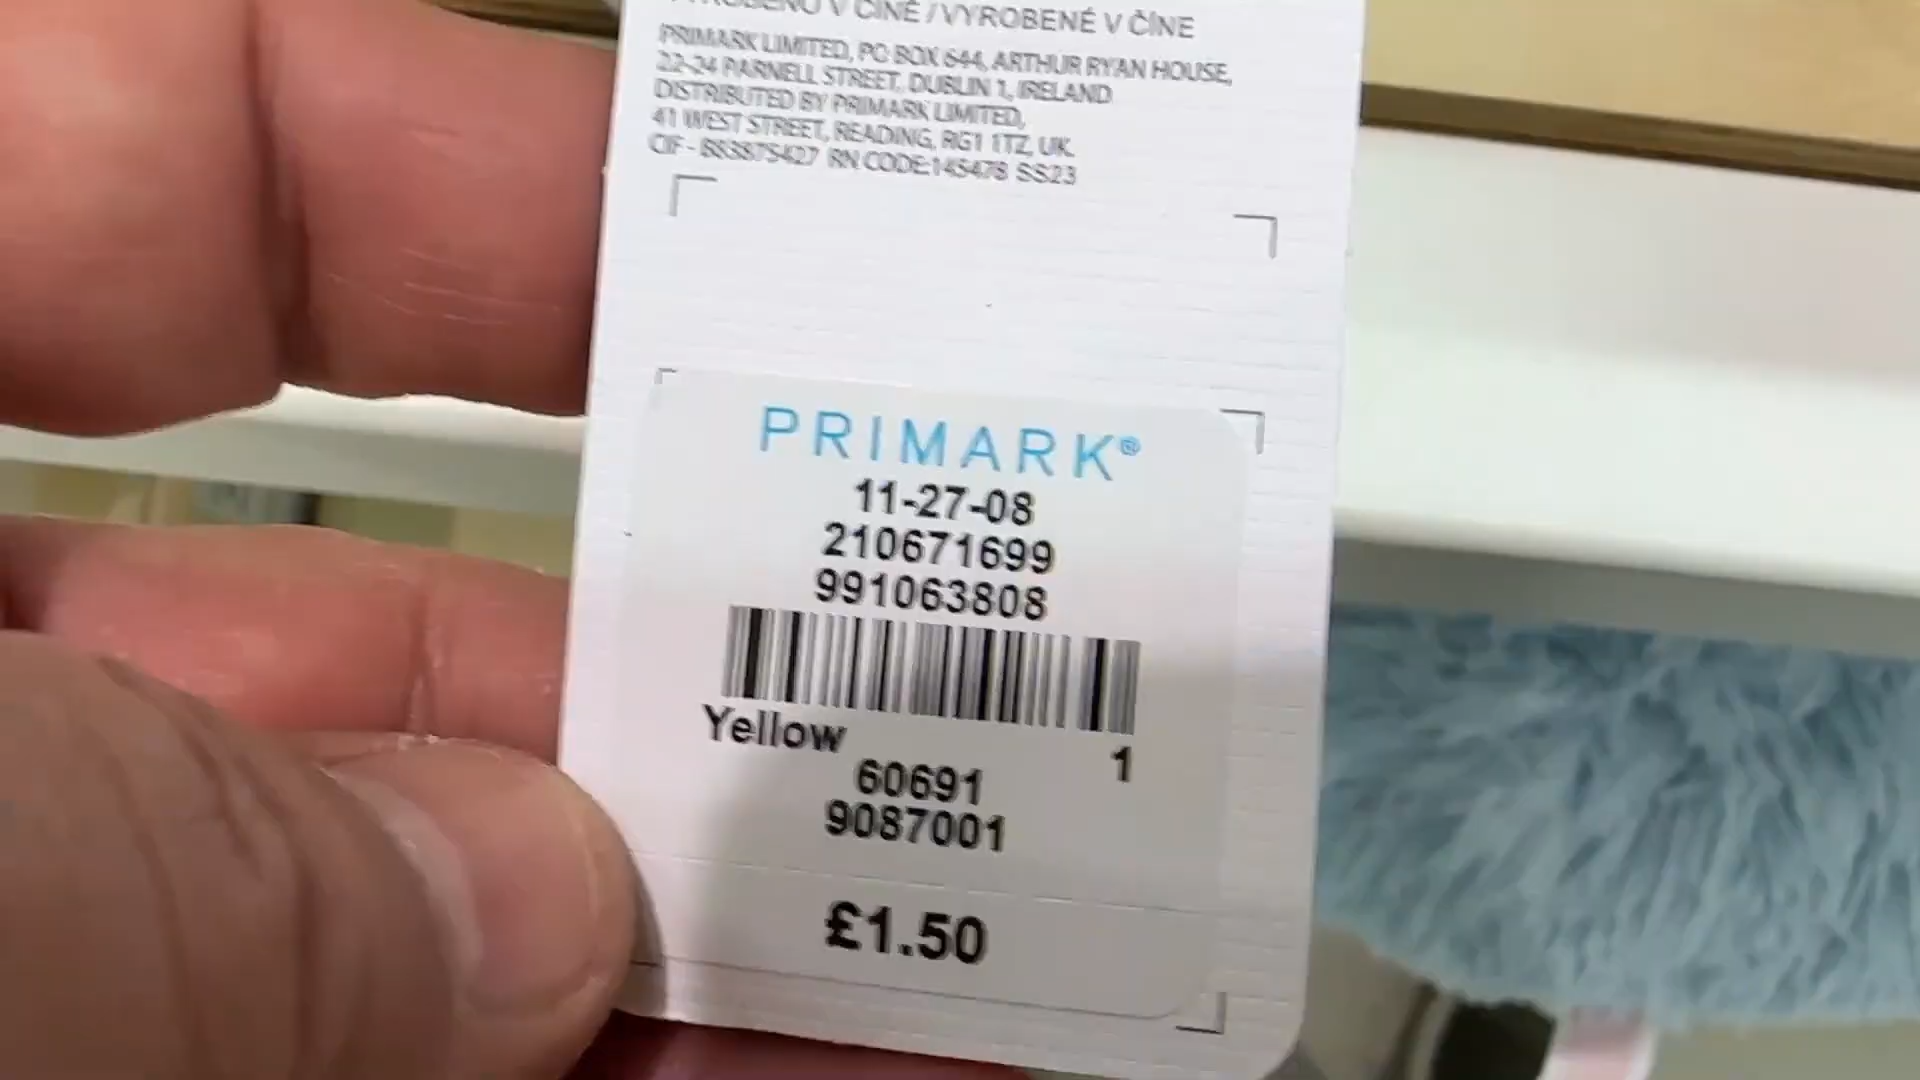 V ČÍNĚ / VYROBENÉ V ČÍNE
PRIMARK LIMITED, PO BOX 644, ARTHUR RYAN HOUSE,
22-24 PARNELL STREET, DUBLIN 1, IRELAND
DISTRIBUTED BY PRIMARK LIMITED,
41 WEST STREET, READING, RG1 1TZ, UK.
CIF - B53875427 RN CODE:145478 SS23
PRIMARK®
11-27-08
210671699
991063808
Yellow 1
60691
9087001
£1.50